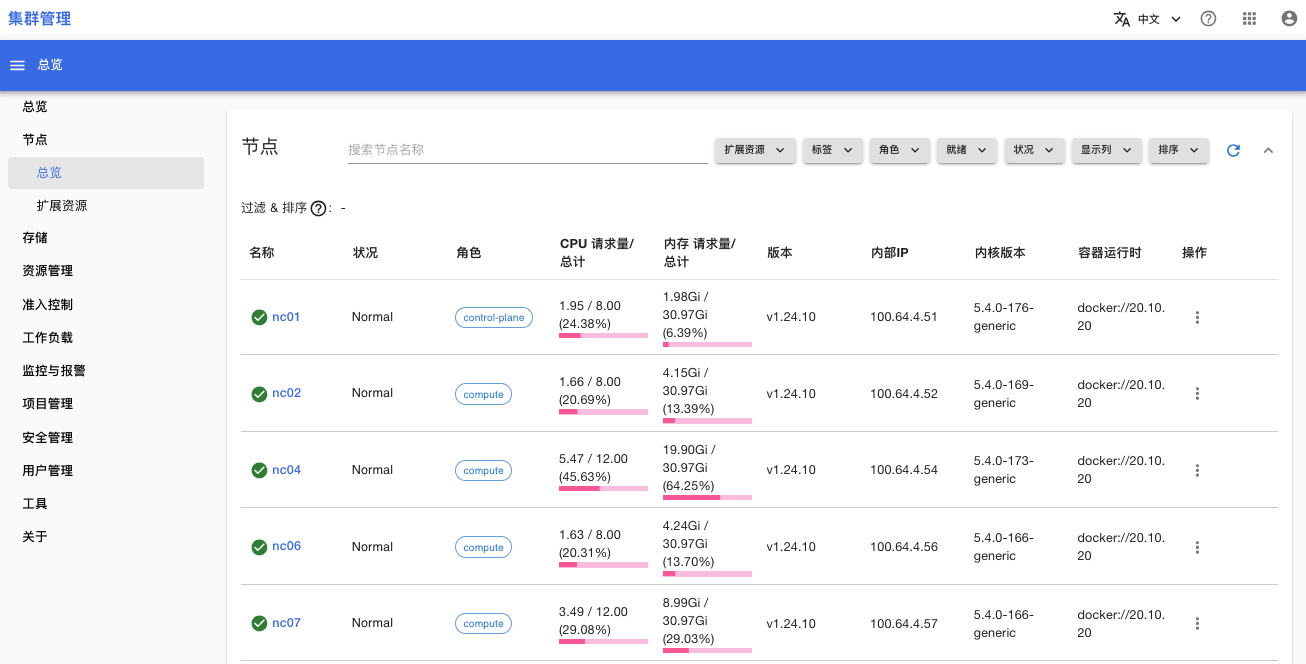 集群管理
中文
总览
总览
节点
总览
扩展资源
存储
资源管理
准入控制
工作负载
监控与报警
项目管理
安全管理
用户管理
工具
关于
节点
搜索节点名称
扩展资源 标签 角色 就绪 状况 显示列 排序
过滤 & 排序 ?: -
名称 状况 角色 CPU 请求量/总计 内存 请求量/总计 版本 内部IP 内核版本 容器运行时 操作
nc01 Normal control-plane 1.95 / 8.00 (24.38%) 1.98Gi / 30.97Gi (6.39%) v1.24.10 100.64.4.51 5.4.0-176-generic docker://20.10.20
nc02 Normal compute 1.66 / 8.00 (20.69%) 4.15Gi / 30.97Gi (13.39%) v1.24.10 100.64.4.52 5.4.0-169-generic docker://20.10.20
nc04 Normal compute 5.47 / 12.00 (45.63%) 19.90Gi / 30.97Gi (64.25%) v1.24.10 100.64.4.54 5.4.0-173-generic docker://20.10.20
nc06 Normal compute 1.63 / 8.00 (20.31%) 4.24Gi / 30.97Gi (13.70%) v1.24.10 100.64.4.56 5.4.0-166-generic docker://20.10.20
nc07 Normal compute 3.49 / 12.00 (29.08%) 8.99Gi / 30.97Gi (29.03%) v1.24.10 100.64.4.57 5.4.0-166-generic docker://20.10.20